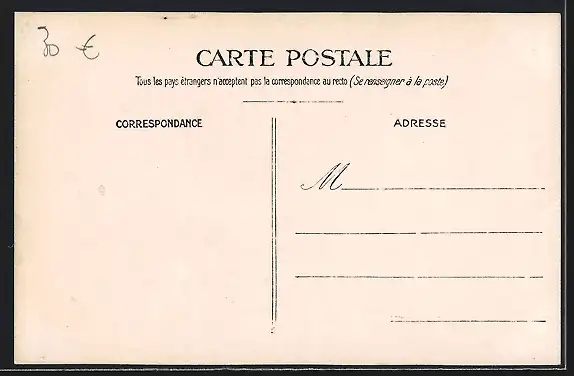 30 €
CARTE POSTALE
Tous les pays étrangers n'acceptent pas la correspondance au recto (Se renseigner à la poste)
CORRESPONDANCE
ADRESSE
M